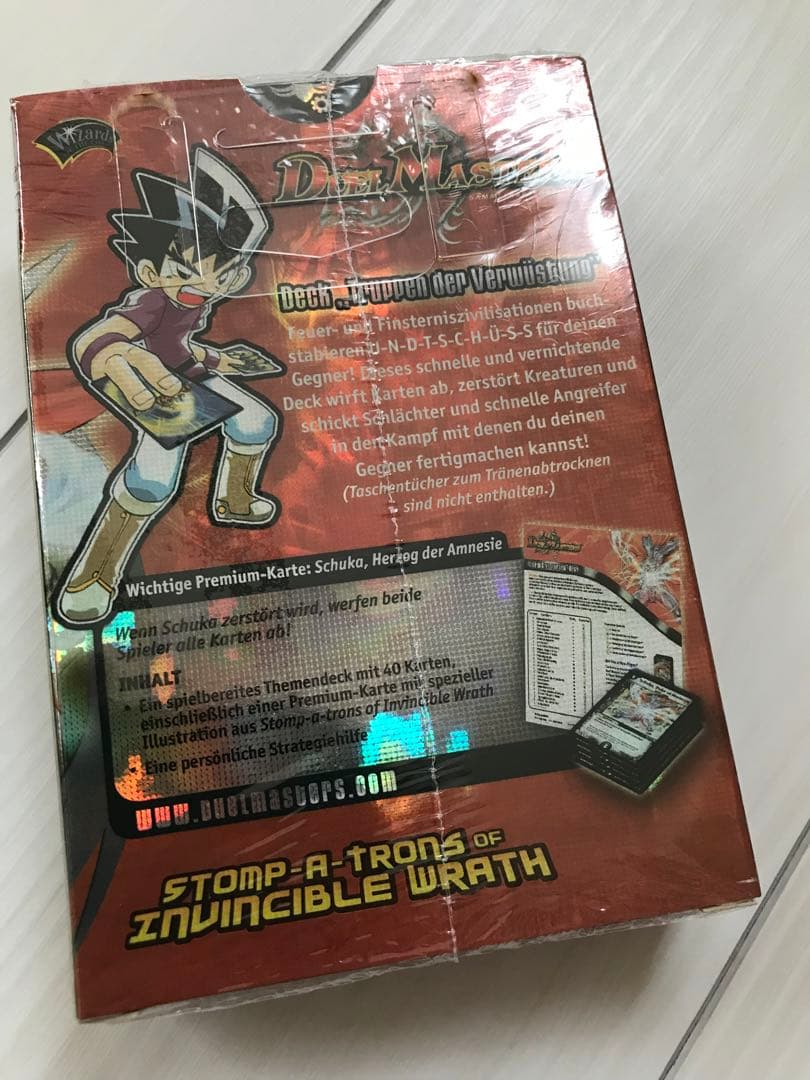 Wizards
DUEL MASTERS
Deck „Truppen der Verwüstung"
Feuer- und Finsterniszivilisationen buch-
stabieren U-N-D-T-S-C-H-Ü-S-S für deinen
Gegner! Dieses schnelle und vernichtende
Deck wirft Karten ab, zerstört Kreaturen und
schickt Schlächter und schnelle Angreifer
in den Kampf mit denen du deinen
Gegner fertigmachen kannst!
(Taschentücher zum Tränenabtrocknen
sind nicht enthalten.)
Wichtige Premium-Karte: Schuka, Herzog der Amnesie
Wenn Schuka zerstört wird, werfen beide
Spieler alle Karten ab!
INHALT
• Ein spielbereites Themendeck mit 40 Karten,
einschließlich einer Premium-Karte mit spezieller
Illustration aus Stomp-a-trons of Invincible Wrath
• Eine persönliche Strategiehilfe
www.duelmasters.com
DUEL MASTERS
STOMP-A-TRONS OF
INVINCIBLE WRATH